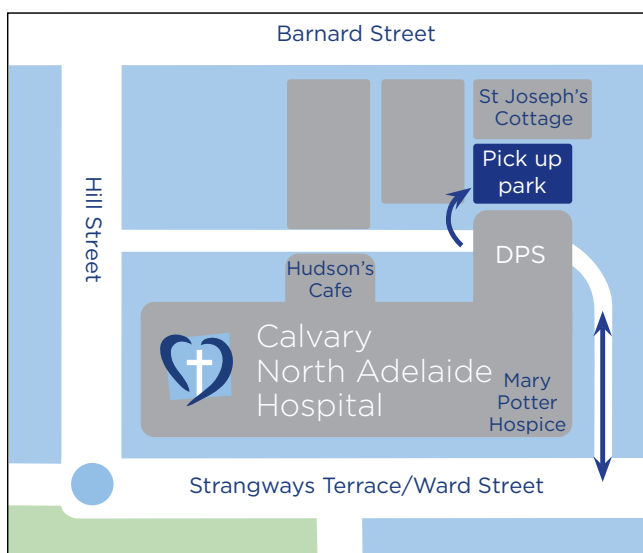 Barnard Street
St Joseph's
Cottage
Pick up
park
Hill Street
DPS
Hudson's
Cafe
Calvary
North Adelaide
Hospital
Mary
Potter
Hospice
Strangways Terrace/Ward Street